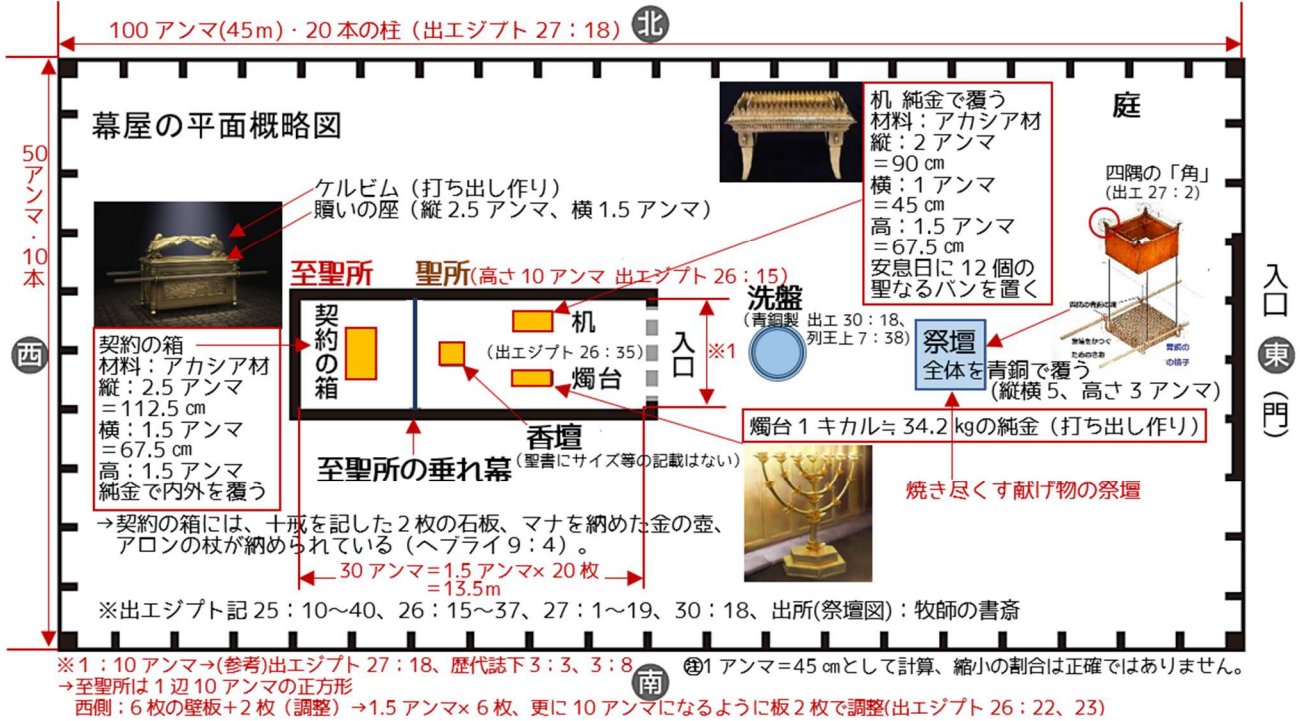 100 アンマ(45m)・20 本の柱（出エジプト 27：18）
北
50アンマ・10本
幕屋の平面概略図
ケルビム（打ち出し作り）
贖いの座（縦 2.5 アンマ、横 1.5 アンマ）
机 純金で覆う
材料：アカシア材
縦：2 アンマ
＝90 ㎝
横：1 アンマ
＝45 ㎝
高：1.5 アンマ
＝67.5 ㎝
安息日に 12 個の
聖なるパンを置く
庭
四隅の「角」
(出エ 27：2)
至聖所
聖所(高さ 10 アンマ 出エジプト 26：15)
契約の箱
机
(出エジプト 26：35)
燭台
入口
※1
洗盤
(青銅製 出エ 30：18、
列王上 7：38)
祭壇
全体を青銅で覆う
(縦横 5、高さ 3 アンマ)
祭壇をかつぐ
ためのさお
青銅の
の格子
西
入口
東
（門）
契約の箱
材料：アカシア材
縦：2.5 アンマ
＝112.5 ㎝
横：1.5 アンマ
＝67.5 ㎝
高：1.5 アンマ
純金で内外を覆う
燭台 1 キカル≒ 34.2 ㎏の純金（打ち出し作り）
香壇
(聖書にサイズ等の記載はない)
至聖所の垂れ幕
焼き尽くす献げ物の祭壇
→契約の箱には、十戒を記した 2 枚の石板、マナを納めた金の壺、
アロンの杖が納められている（ヘブライ 9：4）。
30 アンマ＝1.5 アンマ× 20 枚
＝13.5m
※出エジプト記 25：10～40、26：15～37、27：1～19、30：18、出所(祭壇図)：牧師の書斎
※1：10 アンマ→(参考)出エジプト 27：18、歴代誌下 3：3、3：8
南
㊟1 アンマ＝45 ㎝として計算、縮小の割合は正確ではありません。
→至聖所は 1 辺 10 アンマの正方形
西側：6 枚の壁板＋2 枚（調整）→1.5 アンマ× 6 枚、更に 10 アンマになるように板 2 枚で調整(出エジプト 26：22、23)